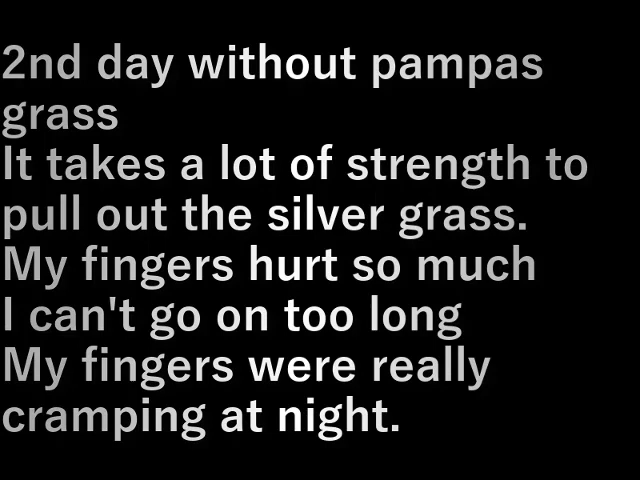 2nd day without pampas
grass
It takes a lot of strength to
pull out the silver grass.
My fingers hurt so much
I can't go on too long
My fingers were really
cramping at night.